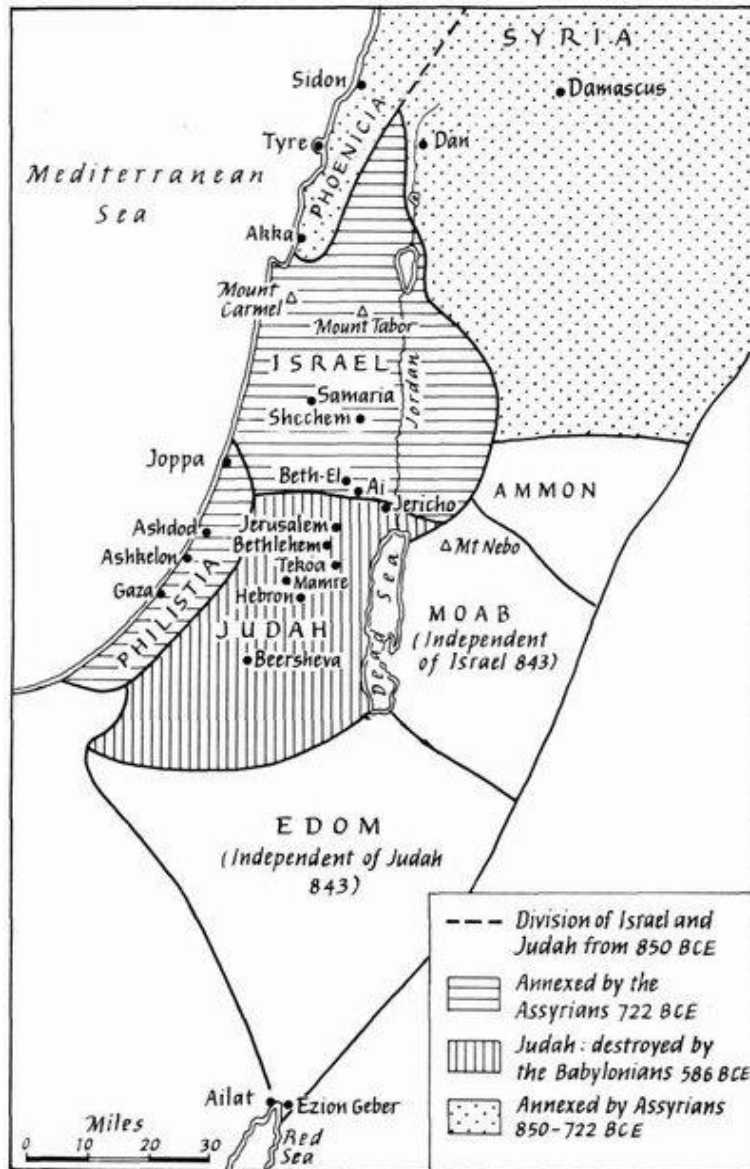 SYRIA
Sidon
Damascus
PHOENICIA
Tyre
Dan
Mediterranean
Sea
Akka
Mount
Carmel
Mount Tabor
ISRAEL
Jordan
Samaria
Shcchem
Joppa
Beth-El
Ai
Jericho
AMMON
Ashdod
Jerusalem
Bethlehem
Mt Nebo
Ashkelon
Tekoa
Mamre
Gaza
Hebron
PHILISTIA
JUDAH
Dead Sea
MOAB
(Independent
of Israel 843)
Beersheva
EDOM
(Independent of Judah
843)
Division of Israel and
Judah from 850 BCE
Annexed by the
Assyrians 722 BCE
Judah: destroyed by
the Babylonians 586 BCE
Annexed by Assyrians
850-722 BCE
Ailat
Ezion Geber
Red
Sea
Miles
0 10 20 30